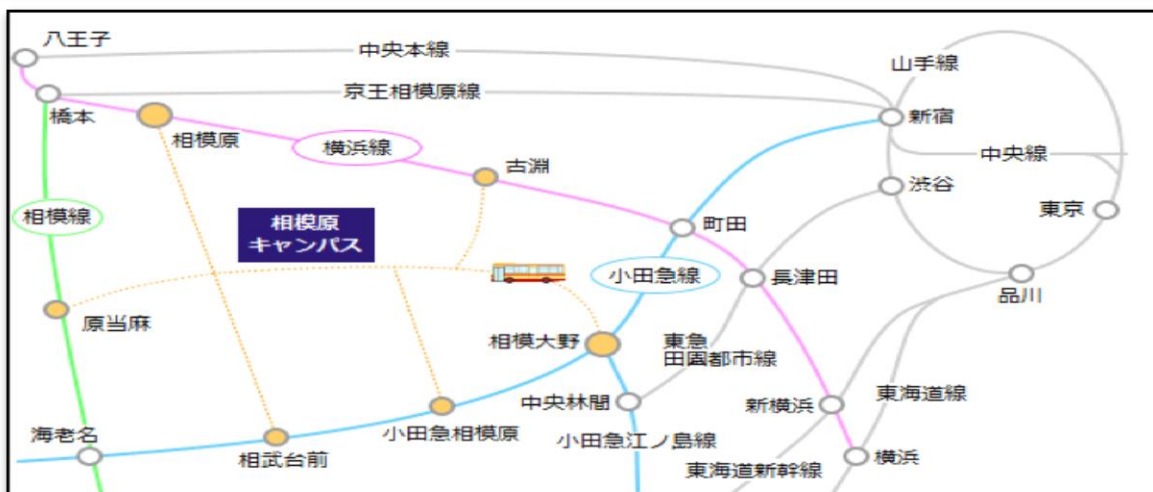 八王子
中央本線
山手線
京王相模原線
橋本
相模原
新宿
横浜線
古淵
中央線
渋谷
相模線
相模原
キャンパス
町田
東京
小田急線
長津田
品川
原当麻
相模大野
東急
田園都市線
中央林間
新横浜
東海道線
海老名
小田急相模原
小田急江ノ島線
相武台前
横浜
東海道新幹線